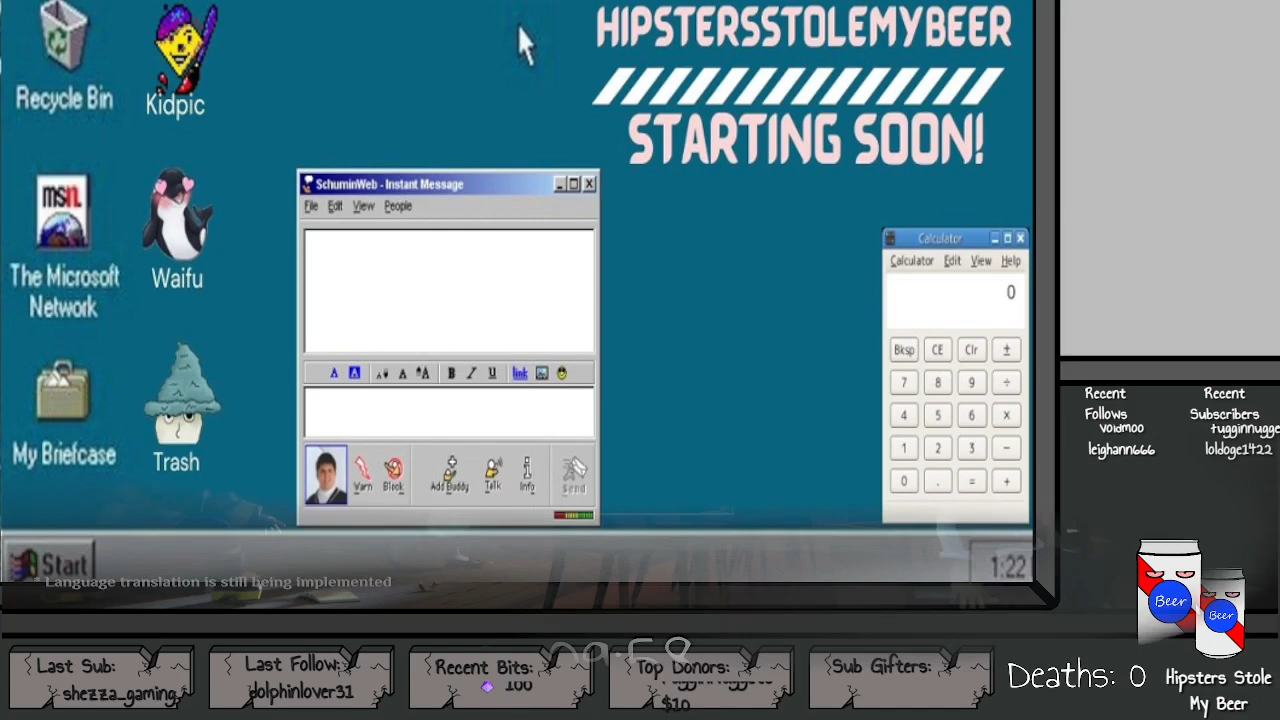 HIPSTERSSTOLEMYBEER
STARTING SOON!
Recycle Bin
Kidpic
msn
The Microsoft
Network
Waifu
My Briefcase
Trash
SchuminWeb - Instant Message
File Edit View People
A A A A A B I U link
Warn Block Add Buddy Talk Info Send
Calculator
Calculator Edit View Help
0
Bksp CE Clr ±
7 8 9 ÷
4 5 6 ×
1 2 3 −
0 . = +
Start
1:22
* Language translation is still being implemented
Recent
Follows
voidmoo
leighann666
Recent
Subscribers
tugginnugge
loldoge1422
Beer
Beer
Hipsters Stole
My Beer
Last Sub:
shezza_gaming
Last Follow:
dolphinlover31
Recent Bits:
100
Top Donors:
$10
Sub Gifters:
Deaths: 0